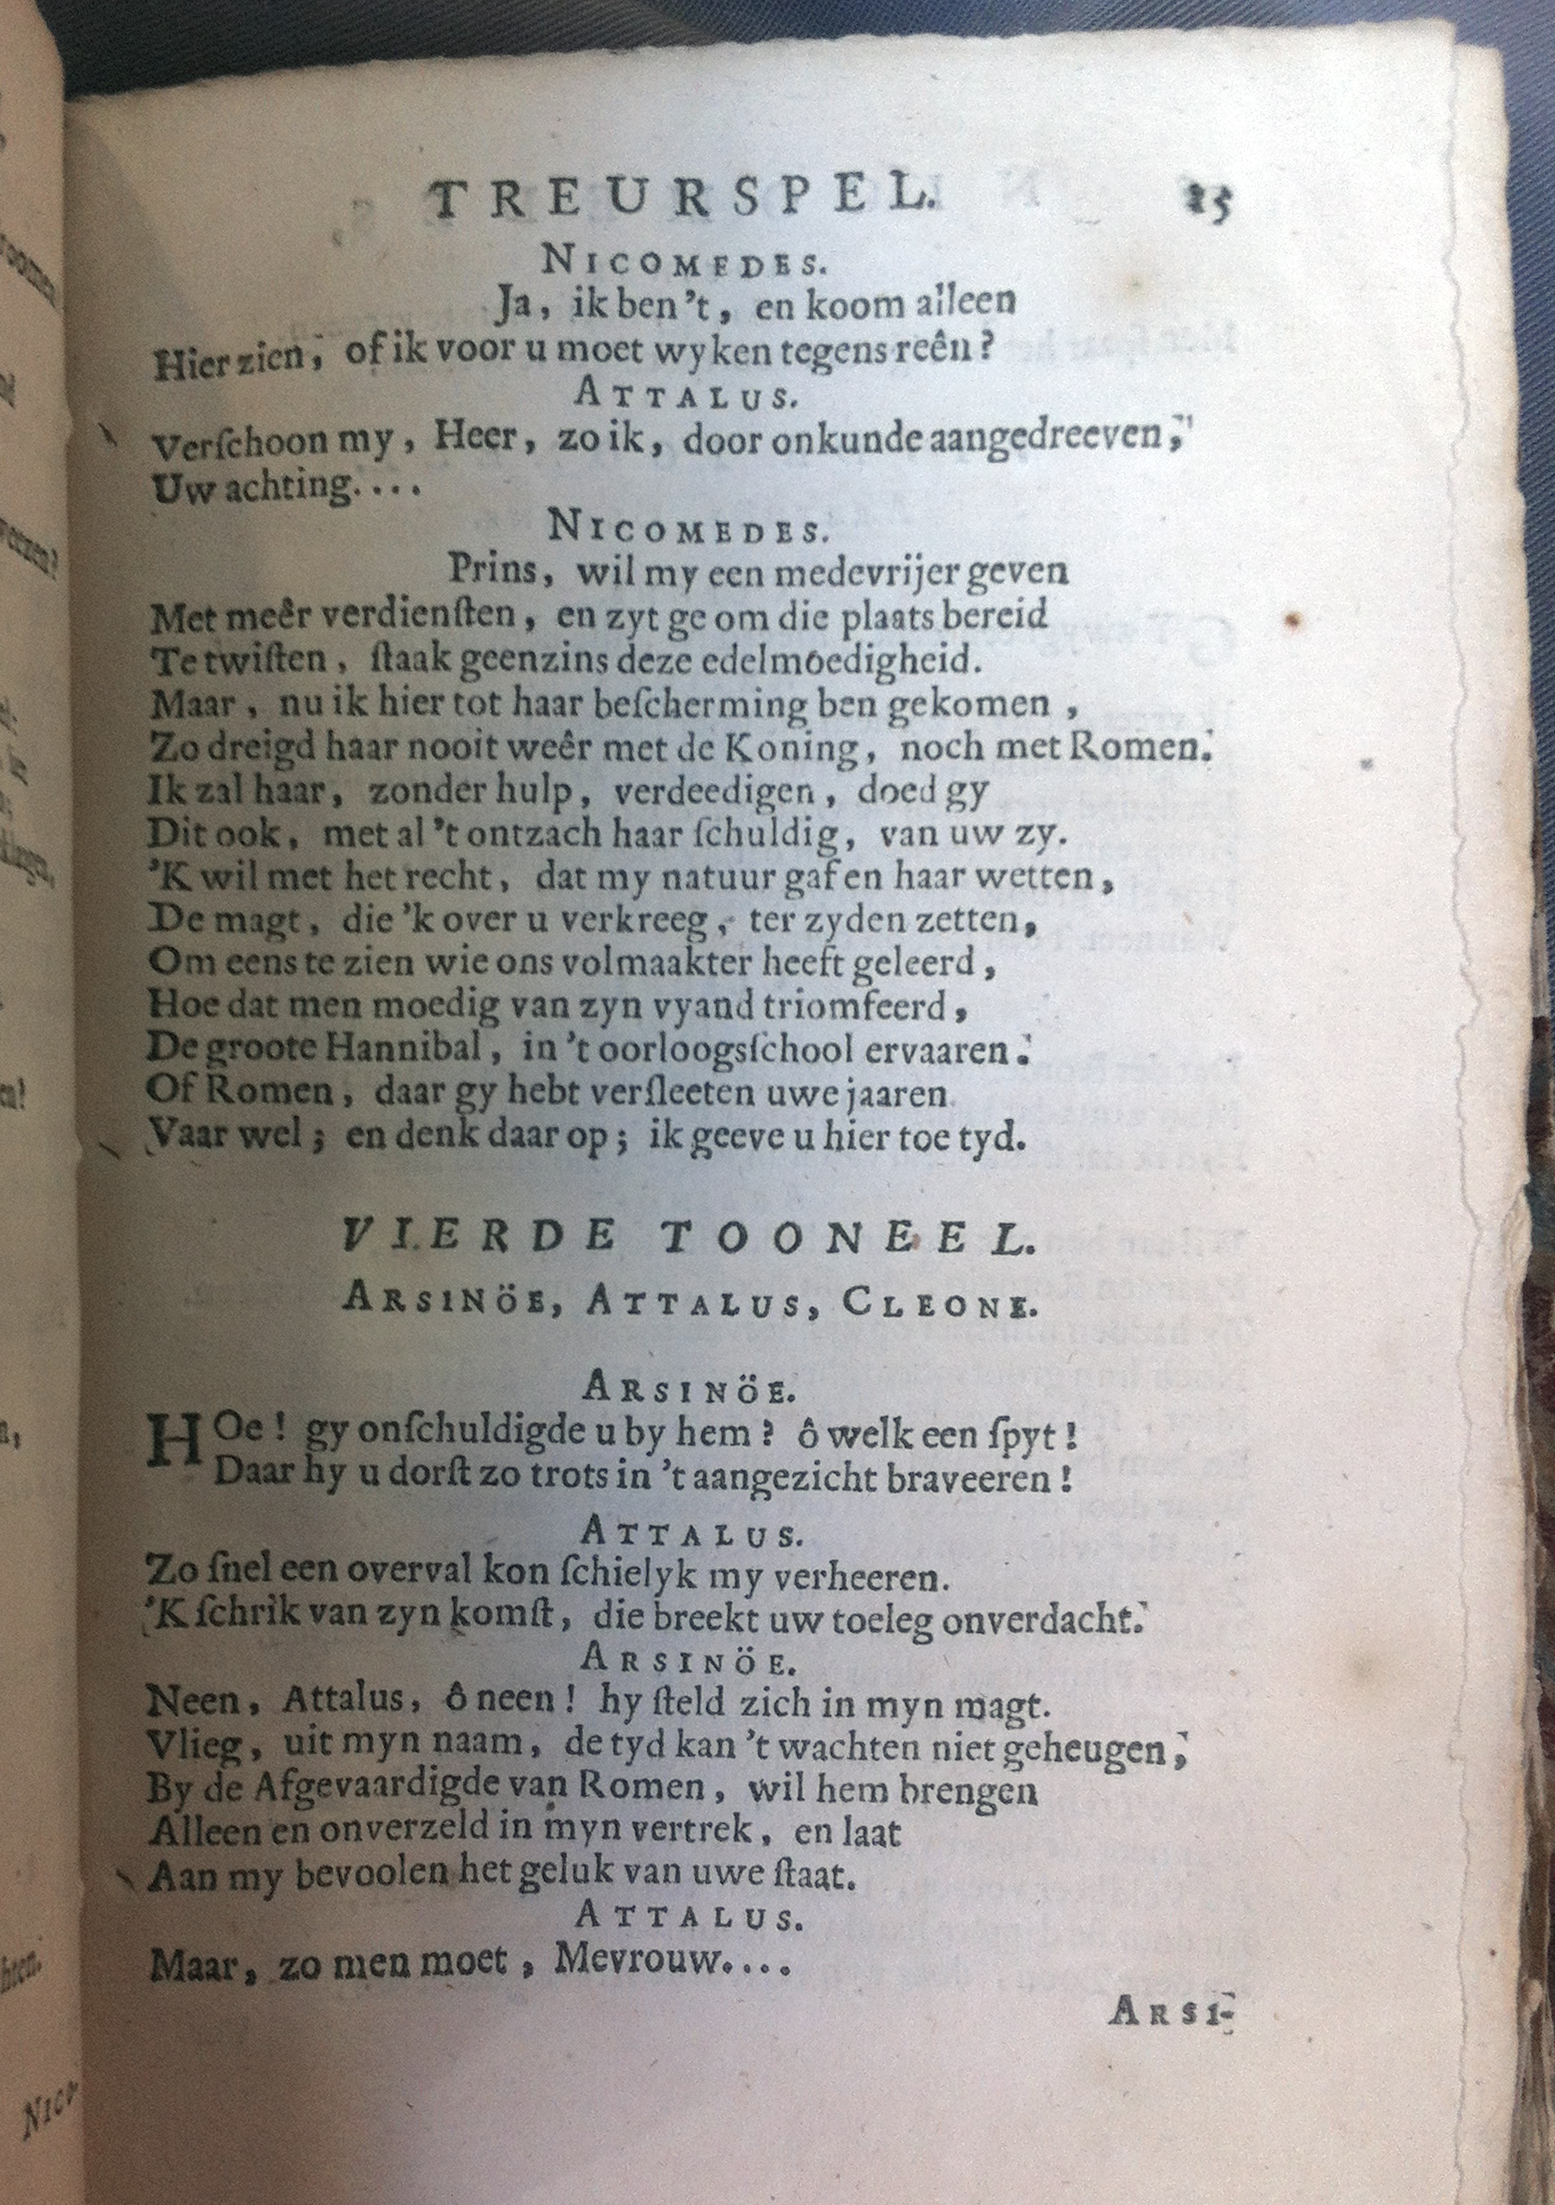 TREURSPEL. 15
NICOMEDES.
Ja, ik ben 't, en koom alleen
Hier zien, of ik voor u moet wyken tegens reên?
ATTALUS.
Verſchoon my, Heer, zo ik, door onkunde aangedreeven,
Uw achting....
NICOMEDES.
Prins, wil my een medevrijer geven
Met meêr verdienſten, en zyt ge om die plaats bereid
Te twiſten, ſtaak geenzins deze edelmoedigheid.
Maar, nu ik hier tot haar beſcherming ben gekomen,
Zo dreigd haar nooit weêr met de Koning, noch met Romen.
Ik zal haar, zonder hulp, verdeedigen, doed gy
Dit ook, met al 't ontzach haar ſchuldig, van uw zy.
'K wil met het recht, dat my natuur gaf en haar wetten,
De magt, die 'k over u verkreeg, ter zyden zetten,
Om eens te zien wie ons volmaakter heeft geleerd,
Hoe dat men moedig van zyn vyand triomfeerd,
De groote Hannibal, in 't oorloogsſchool ervaaren:
Of Romen, daar gy hebt verſleeten uwe jaaren
Vaar wel; en denk daar op; ik geeve u hier toe tyd.
VIERDE TOONEEL.
ARSINÖE, ATTALUS, CLEONE.
ARSINÖE.
HOe! gy onſchuldigde u by hem? ô welk een ſpyt!
Daar hy u dorſt zo trots in 't aangezicht braveeren!
ATTALUS.
Zo ſnel een overval kon ſchielyk my verheeren.
'K ſchrik van zyn komſt, die breekt uw toeleg onverdacht.
ARSINÖE.
Neen, Attalus, ô neen! hy ſteld zich in myn magt.
Vlieg, uit myn naam, de tyd kan 't wachten niet geheugen,
By de Afgevaardigde van Romen, wil hem brengen
Alleen en onverzeld in myn vertrek, en laat
Aan my bevoolen het geluk van uwe ſtaat.
ATTALUS.
Maar, zo men moet, Mevrouw....
ARSI-